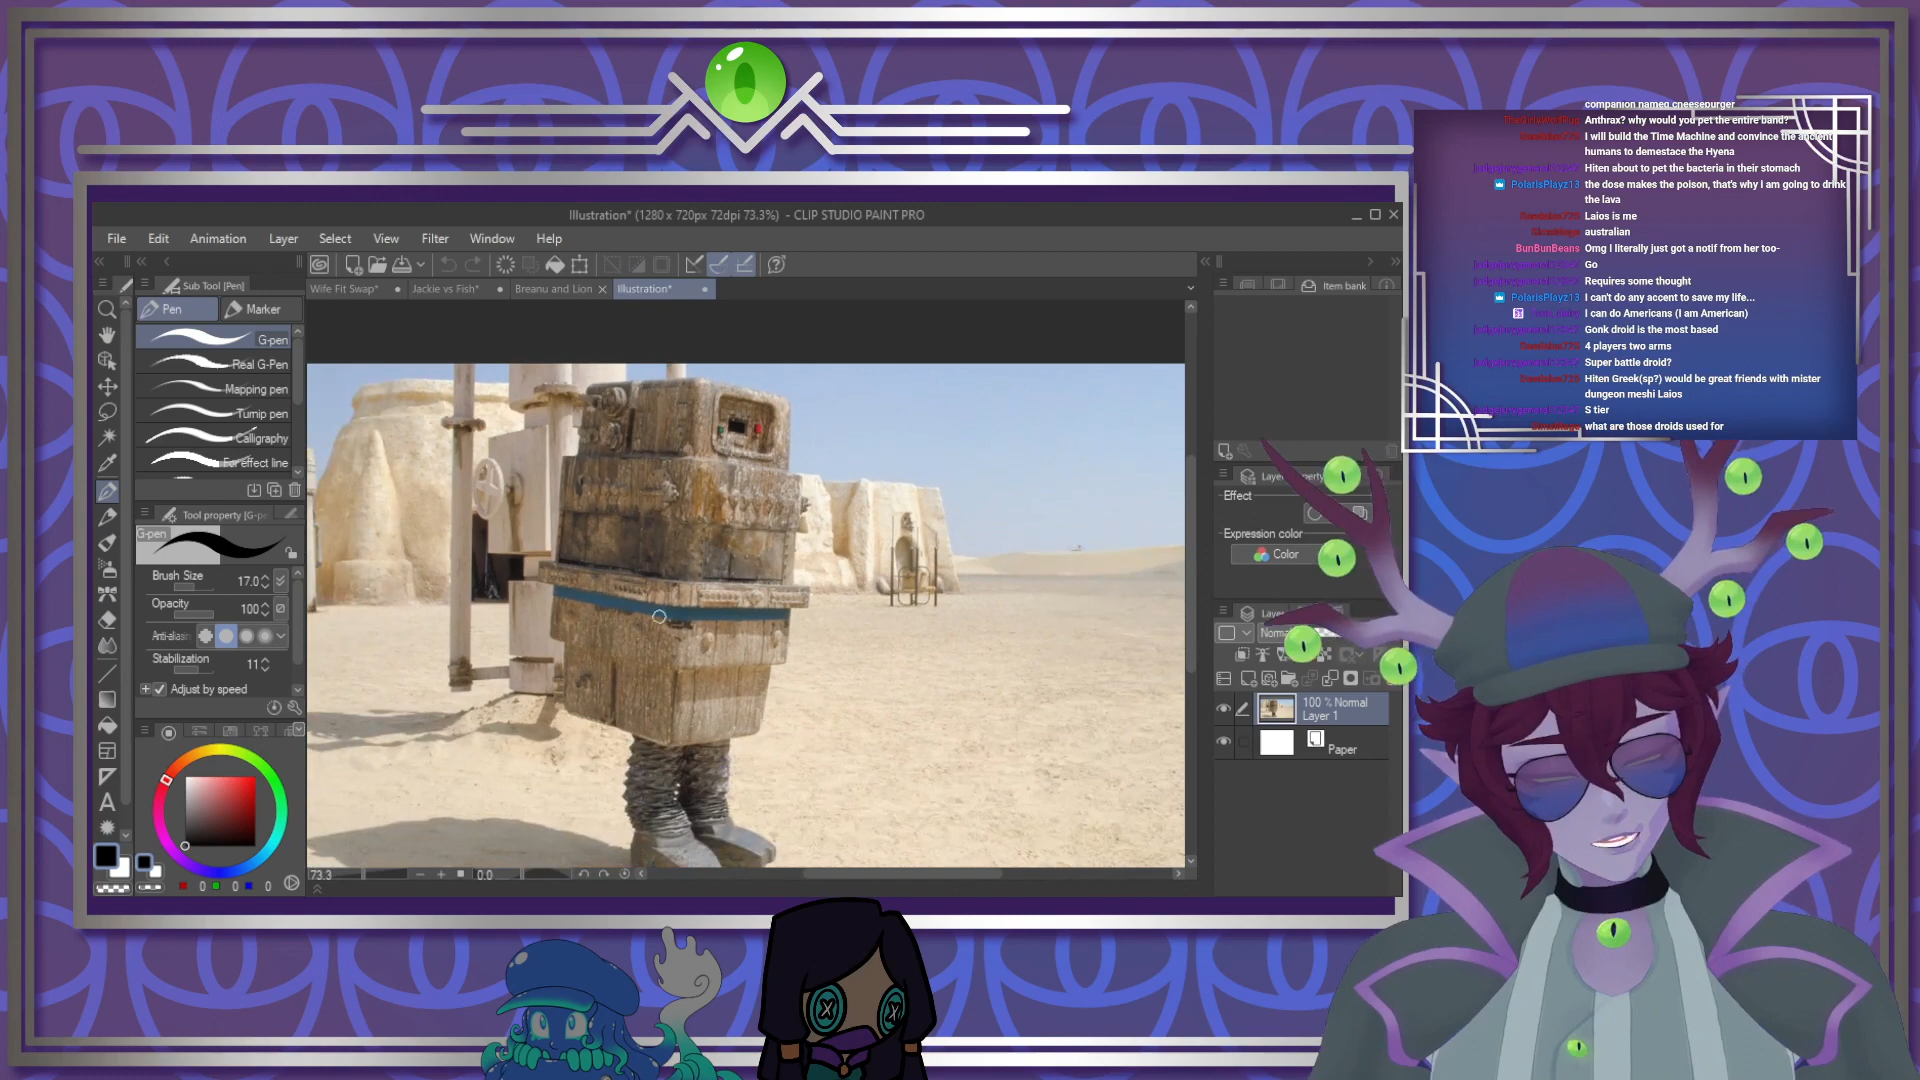 Illustration* (1280 x 720px 72dpi 73.3%) - CLIP STUDIO PAINT PRO
File Edit Animation Layer Select View Filter Window Help
Sub Tool [Pen]
Wife Fit Swap* Jackie vs Fish* Breanu and Lion Illustration*
Item bank
Pen Marker
G-pen
Real G-Pen
Mapping pen
Turnip pen
Calligraphy
For effect line
Tool property [G-pe
G-pen
Brush Size 17.0
Opacity 100
Anti-aliasin
Stabilization 11
Adjust by speed
0 0 0
73.3 0.0
Effect
Expression color
Color
Layer
100 % Normal
Layer 1
Paper
companion named cheeseburger
Anthrax? why would you pet the entire band?
I will build the Time Machine and convince the ancient
humans to demestace the Hyena
Hiten about to pet the bacteria in their stomach
PolarisPlayz13 the dose makes the poison, that's why I am going to drink
the lava
Laios is me
australian
BunBunBeans Omg I literally just got a notif from her too-
Go
Requires some thought
PolarisPlayz13 I can't do any accent to save my life...
I can do Americans (I am American)
Gonk droid is the most based
4 players two arms
Super battle droid?
Hiten Greek(sp?) would be great friends with mister
dungeon meshi Laios
S tier
what are those droids used for